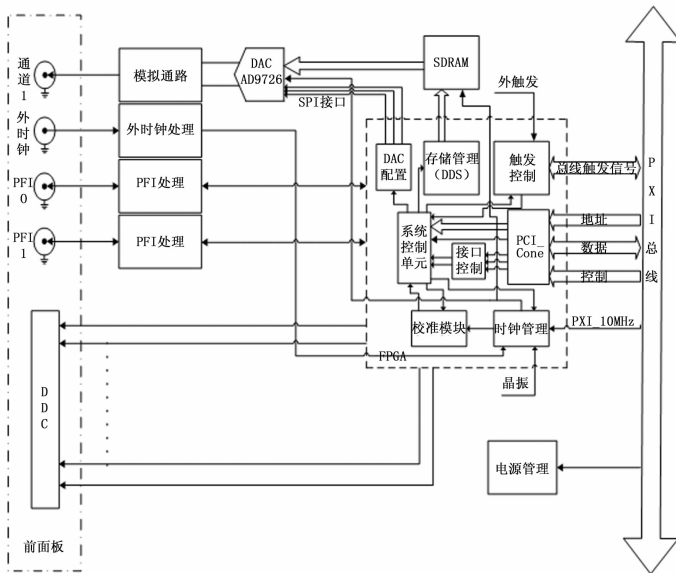 通道1
模拟通路
DAC
AD9726
SDRAM
SPI接口
外触发
外时钟
外时钟处理
DAC
配置
存储管理
(DDS)
触发
控制
总线触发信号
PFI
0
PFI处理
PFI
1
PFI处理
系统
控制
单元
接口
控制
PCI_
Cone
地址
数据
控制
PXI总线
校准模块
时钟管理
PXI_10MHz
FPGA
晶振
DDC
电源管理
前面板